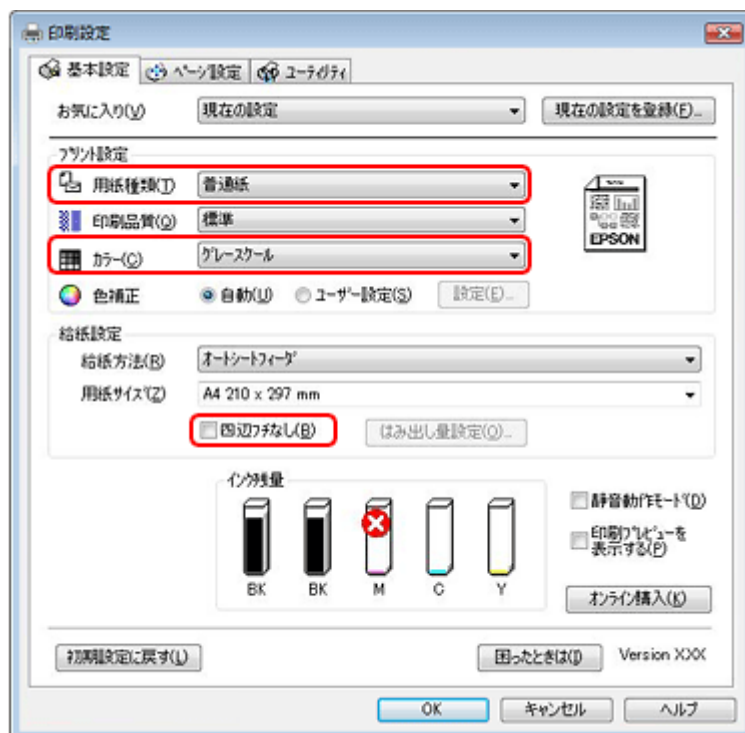 印刷設定
基本設定 ページ設定 ユーティリティ
お気に入り(V) 現在の設定 現在の設定を登録(F)...
プリント設定
用紙種類(T) 普通紙
印刷品質(Q) 標準
EPSON
カラー(C) グレースケール
色補正 自動(U) ユーザー設定(S) 設定(E)...
給紙設定
給紙方法(R) オートシートフィーダ
用紙サイズ(Z) A4 210 x 297 mm
四辺フチなし(B) はみ出し量設定(O)...
インク残量
静音動作モード(D)
印刷プレビューを
表示する(P)
BK BK M C Y
オンライン購入(K)
初期設定に戻す(L) 困ったときは(I) Version XXX
OK キャンセル ヘルプ